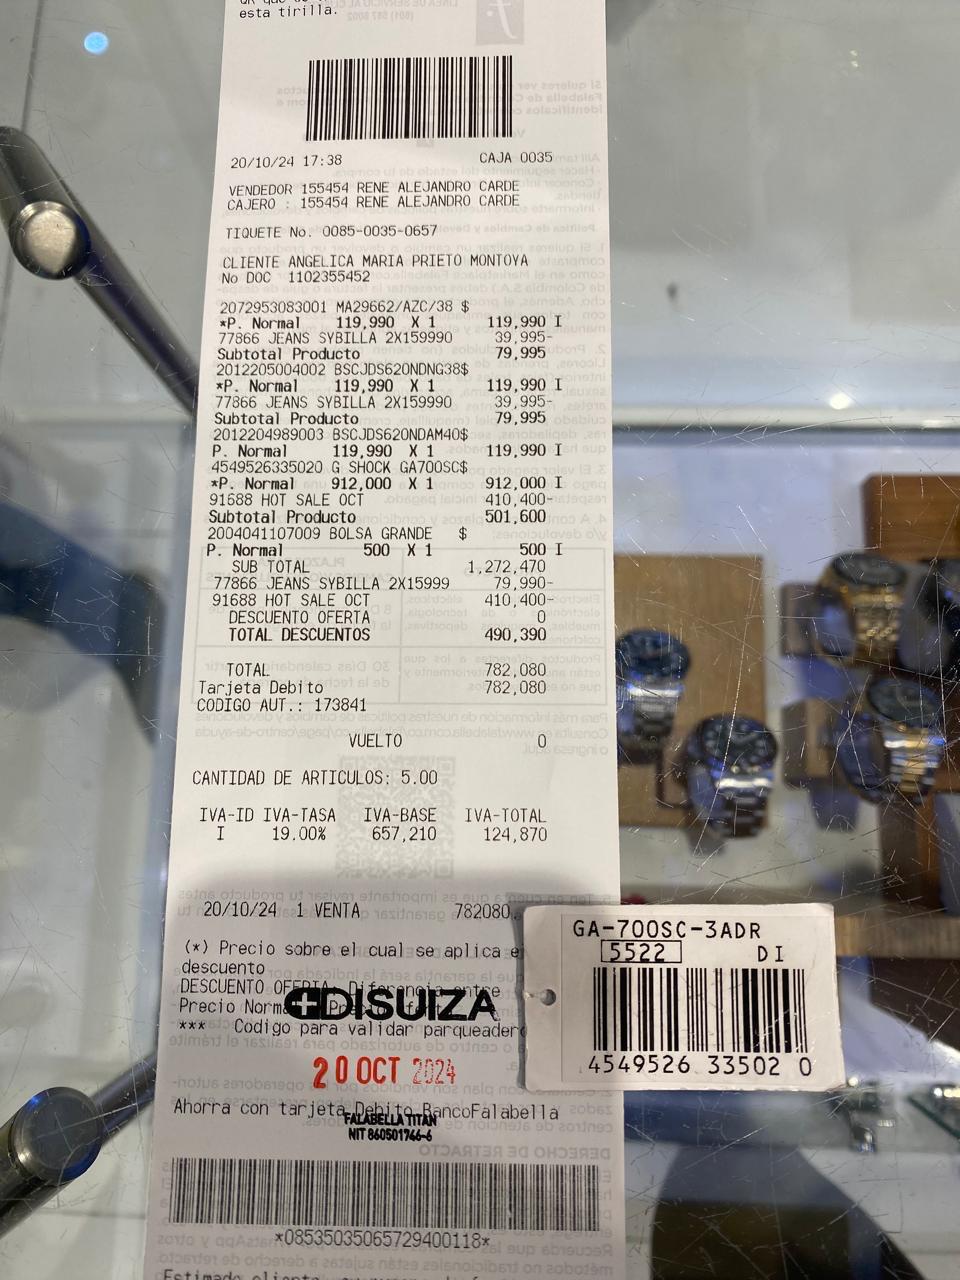 esta tirilla.
20/10/24 17:38 CAJA 0035
VENDEDOR 155454 RENE ALEJANDRO CARDE
CAJERO : 155454 RENE ALEJANDRO CARDE
TIQUETE No. 0085-0035-0657
CLIENTE ANGELICA MARIA PRIETO MONTOYA
No DOC 1102355452
2072953083001 MA29662/AZC/38 $
*P. Normal 119,990 X 1 119,990 I
77866 JEANS SYBILLA 2X159990 39,995-
Subtotal Producto 79,995
2012205004002 BSCJDS620NDNG38$
*P. Normal 119,990 X 1 119,990 I
77866 JEANS SYBILLA 2X159990 39,995-
Subtotal Producto 79,995
2012204989003 BSCJDS620NDAM40$
P. Normal 119,990 X 1 119,990 I
4549526335020 G SHOCK GA700SC$
*P. Normal 912,000 X 1 912,000 I
91688 HOT SALE OCT 410,400-
Subtotal Producto 501,600
2004041107009 BOLSA GRANDE $
P. Normal 500 X 1 500 I
SUB TOTAL 1,272,470
77866 JEANS SYBILLA 2X15999 79,990-
91688 HOT SALE OCT 410,400-
DESCUENTO OFERTA 0
TOTAL DESCUENTOS 490,390
TOTAL 782,080
Tarjeta Debito 782,080
CODIGO AUT.: 173841
VUELTO 0
CANTIDAD DE ARTICULOS: 5.00
IVA-ID IVA-TASA IVA-BASE IVA-TOTAL
I 19.00% 657,210 124,870
20/10/24 1 VENTA 782080.
(*) Precio sobre el cual se aplica e
descuento
DESCUENTO OFERTA Diferencia entre
Precio Norma
DISUIZA
*** Codigo para validar parqueadero
20 OCT 2024
Ahorra con tarjeta Debito BancoFalabella
FALABELLA TITAN
NIT 860501766-6
*08535035065729400118*
GA-700SC-3ADR
5522 DI
4549526 33502 0